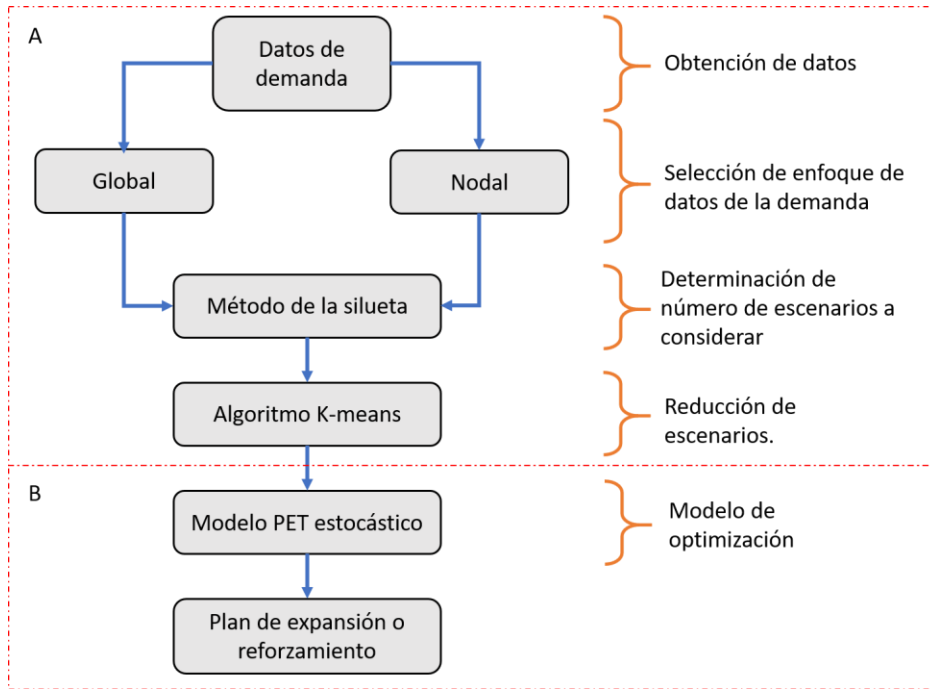 A
Datos de
demanda
Obtención de datos
Global
Nodal
Selección de enfoque de
datos de la demanda
Método de la silueta
Determinación de
número de escenarios a
considerar
Algoritmo K-means
Reducción de
escenarios.
B
Modelo PET estocástico
Modelo de
optimización
Plan de expansión o
reforzamiento